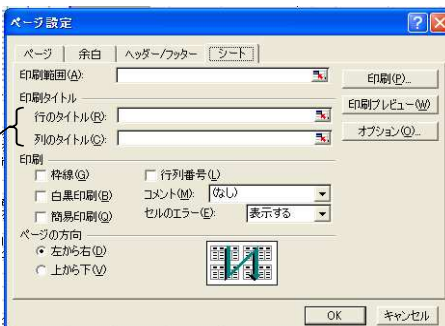 ページ設定
ページ 余白 ヘッダー/フッター シート
印刷範囲(A): 印刷(P)...
印刷タイトル 印刷プレビュー(W)
行のタイトル(R):
列のタイトル(C): オプション(O)...
印刷
枠線(G) 行列番号(L)
白黒印刷(B) コメント(M): (なし)
簡易印刷(Q) セルのエラー(E): 表示する
ページの方向
左から右(D)
上から下(V)
OK キャンセル